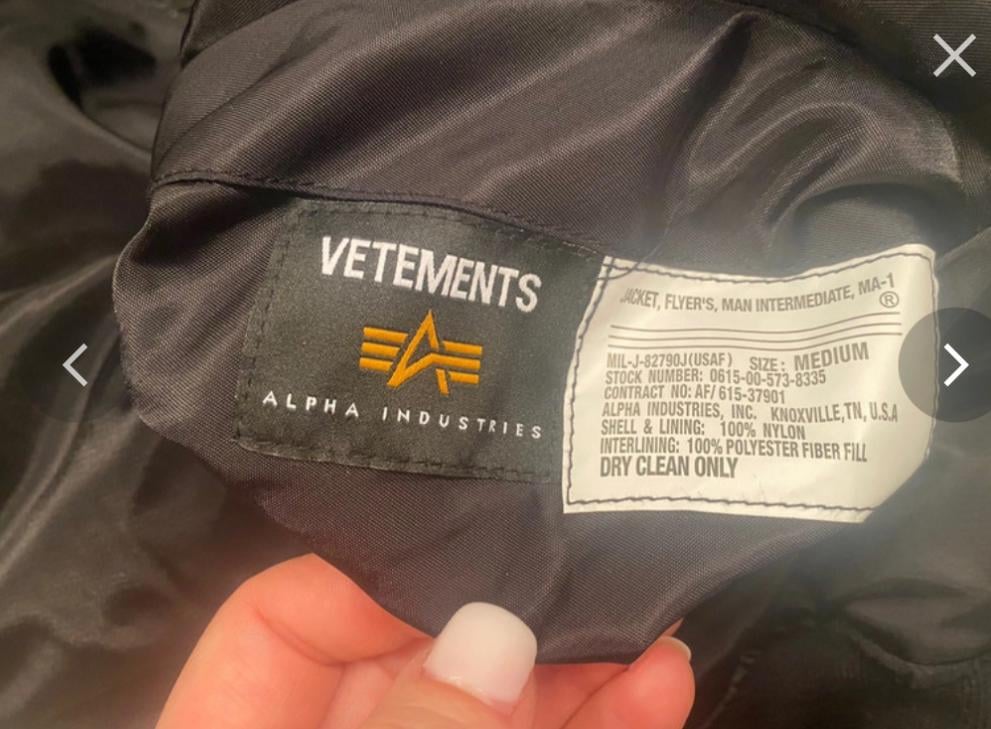 VETEMENTS
ALPHA INDUSTRIES
JACKET, FLYER'S, MAN INTERMEDIATE, MA-1
®
MIL-J-82790J(USAF) SIZE: MEDIUM
STOCK NUMBER: 0615-00-573-8335
CONTRACT NO: AF/ 615-37901
ALPHA INDUSTRIES, INC. KNOXVILLE,TN, U.S.A
SHELL & LINING: 100% NYLON
INTERLINING: 100% POLYESTER FIBER FILL
DRY CLEAN ONLY